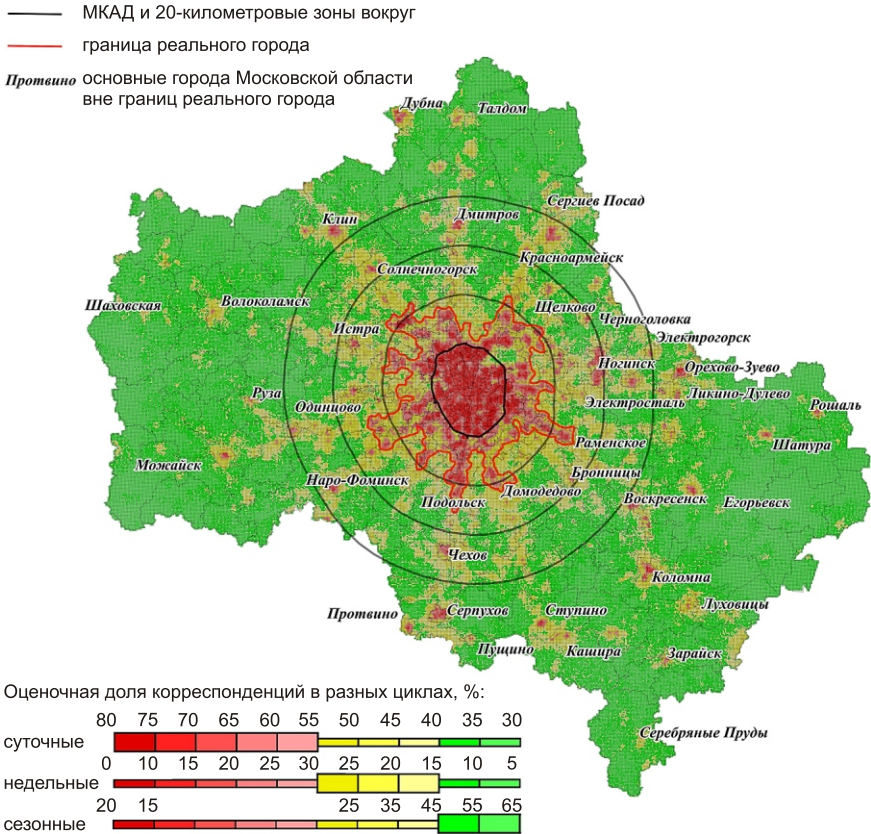 МКАД и 20-километровые зоны вокруг
граница реального города
Протвино основные города Московской области
вне границ реального города
Дубна
Талдом
Сергиев Посад
Клин
Дмитров
Красноармейск
Солнечногорск
Шаховская
Волоколамск
Щелково
Черноголовка
Истра
Электрогорск
Ногинск
Орехово-Зуево
Руза
Одинцово
Электросталь
Ликино-Дулево
Рошаль
Раменское
Шатура
Можайск
Наро-Фоминск
Бронницы
Подольск
Домодедово
Воскресенск
Егорьевск
Чехов
Коломна
Протвино
Серпухов
Ступино
Луховицы
Пущино
Кашира
Зарайск
Серебряные Пруды
Оценочная доля корреспонденций в разных циклах, %:
80 75 70 65 60 55 50 45 40 35 30
суточные
0 10 15 20 25 30 25 20 15 10 5
недельные
20 15 25 35 45 55 65
сезонные